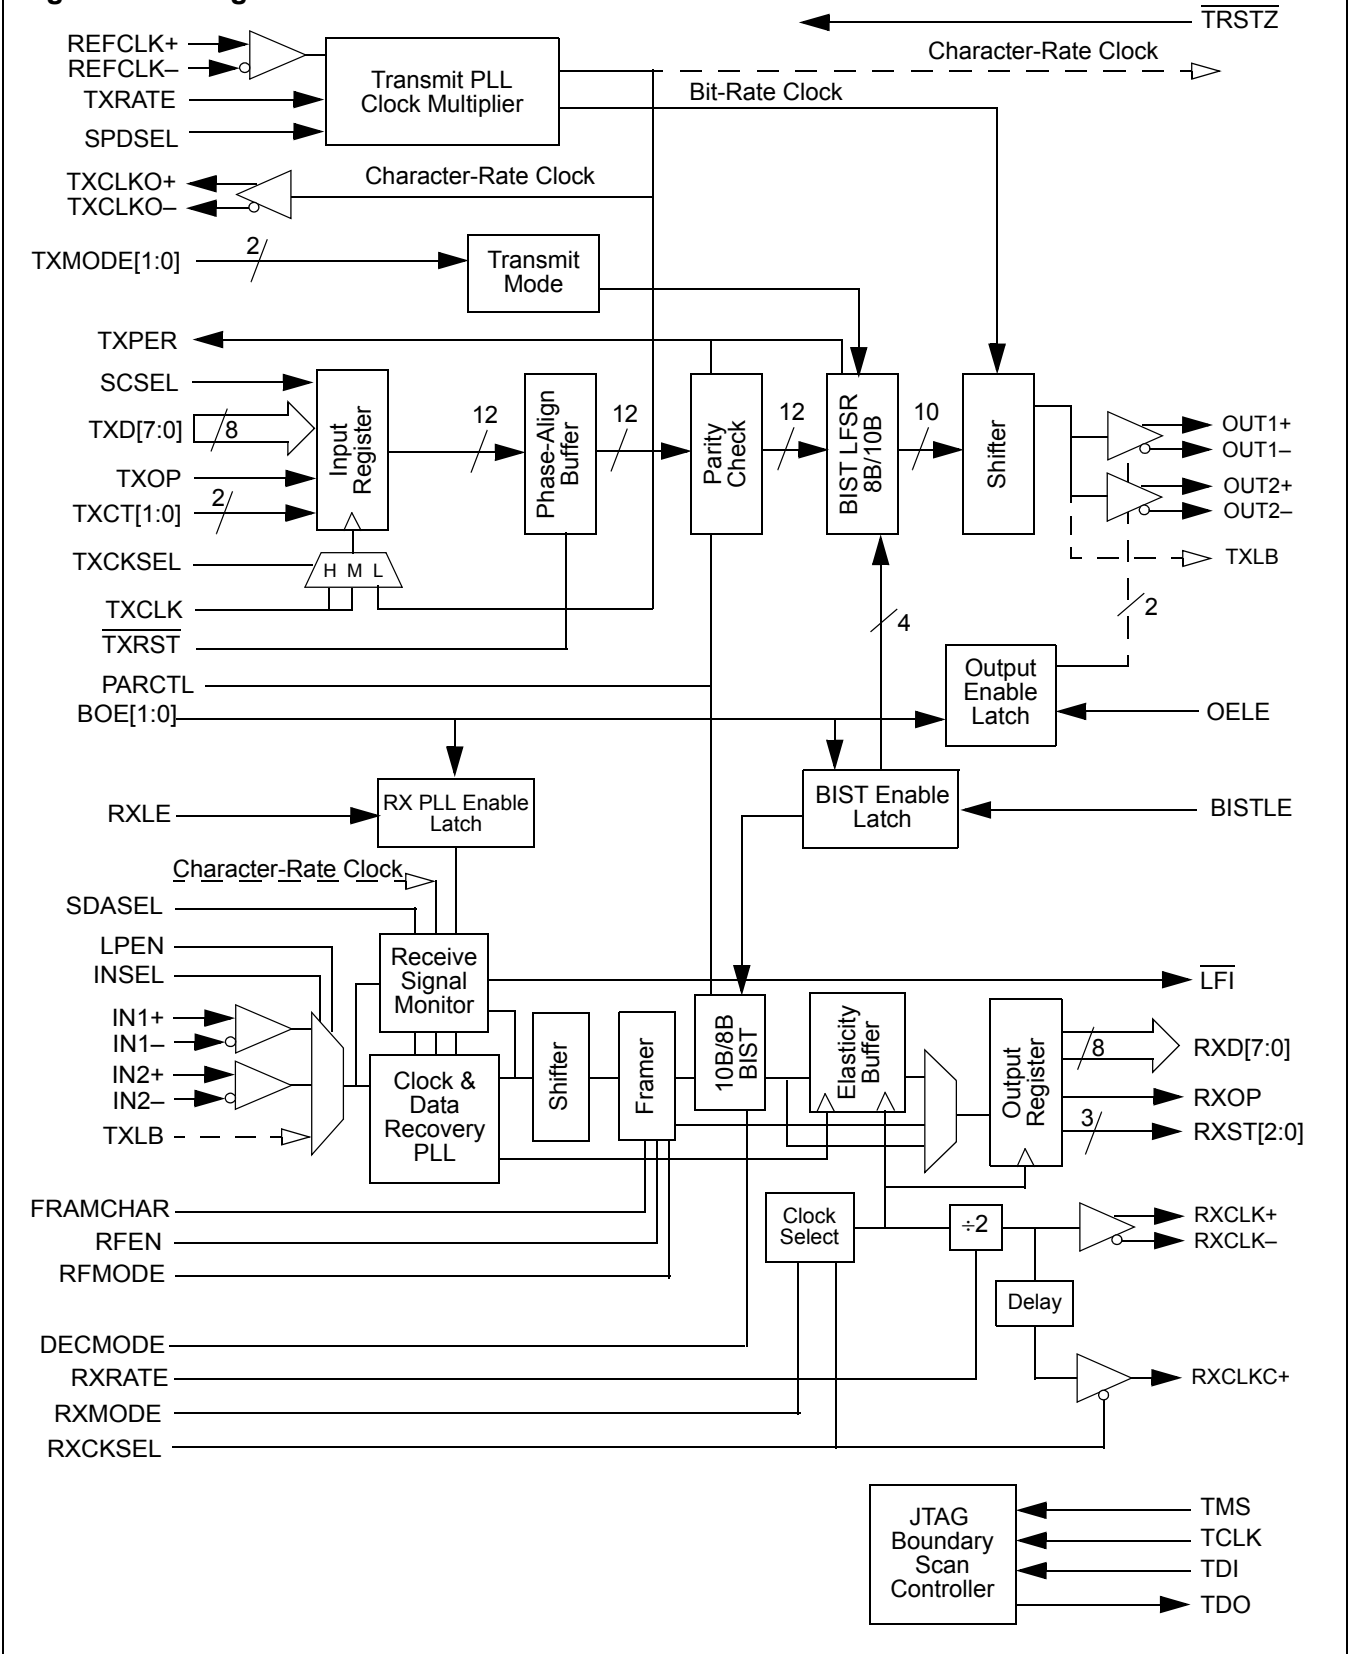 TRSTZ
REFCLK+
REFCLK–
TXRATE
SPDSEL
Transmit PLL
Clock Multiplier
Character-Rate Clock
Bit-Rate Clock
TXCLKO+
TXCLKO–
Character-Rate Clock
TXMODE[1:0]
2
Transmit
Mode
TXPER
SCSEL
TXD[7:0]
8
TXOP
TXCT[1:0]
2
TXCKSEL
H M L
TXCLK
TXRST
PARCTL
BOE[1:0]
Input
Register
12
Phase-Align
Buffer
12
Parity
Check
12
BIST LFSR
8B/10B
10
Shifter
OUT1+
OUT1–
OUT2+
OUT2–
TXLB
2
4
Output
Enable
Latch
OELE
RXLE
RX PLL Enable
Latch
BIST Enable
Latch
BISTLE
Character-Rate Clock
SDASEL
LPEN
INSEL
IN1+
IN1–
IN2+
IN2–
TXLB
Receive
Signal
Monitor
LFI
Clock &
Data
Recovery
PLL
Shifter
Framer
10B/8B
BIST
Elasticity
Buffer
Output
Register
8
RXD[7:0]
RXOP
3
RXST[2:0]
FRAMCHAR
RFEN
RFMODE
Clock
Select
÷2
RXCLK+
RXCLK–
Delay
DECMODE
RXRATE
RXMODE
RXCKSEL
RXCLKC+
JTAG
Boundary
Scan
Controller
TMS
TCLK
TDI
TDO